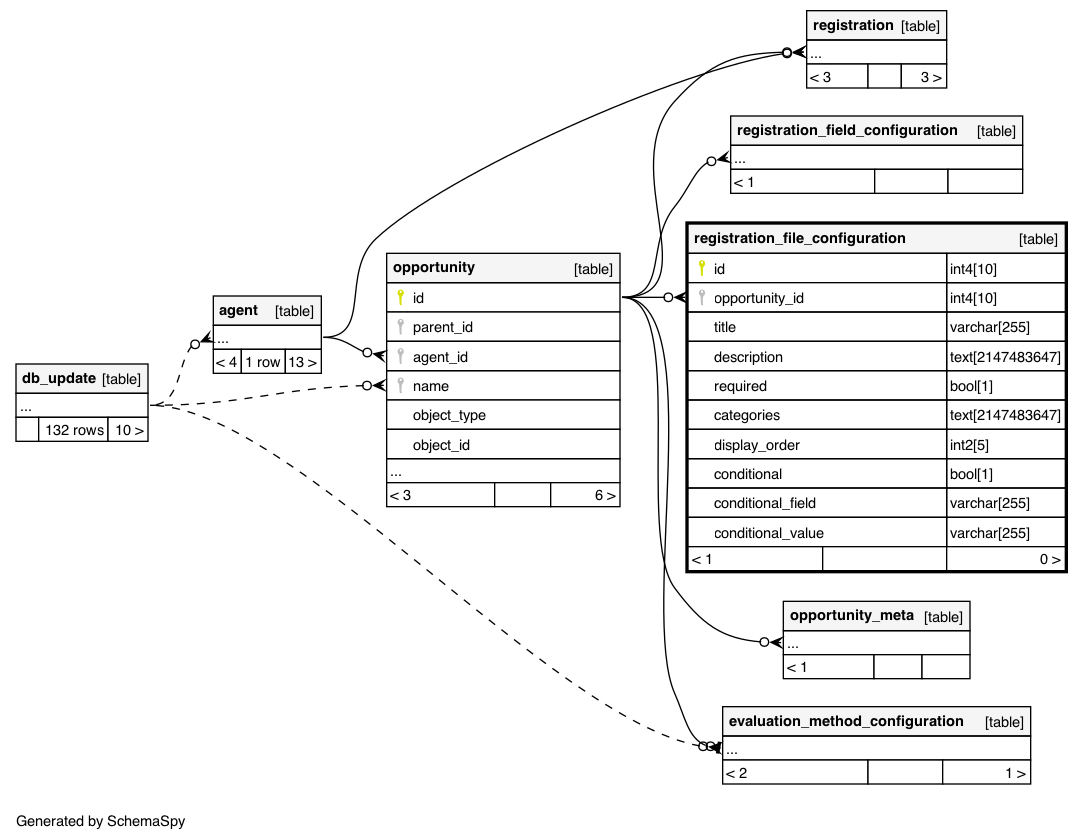 registration [table]
...
< 3 3 >
registration_field_configuration [table]
...
< 1
registration_file_configuration [table]
id int4[10]
opportunity_id int4[10]
title varchar[255]
description text[2147483647]
required bool[1]
categories text[2147483647]
display_order int2[5]
conditional bool[1]
conditional_field varchar[255]
conditional_value varchar[255]
< 1 0 >
opportunity [table]
id
parent_id
agent_id
name
object_type
object_id
...
< 3 6 >
agent [table]
...
< 4 1 row 13 >
db_update [table]
...
132 rows 10 >
opportunity_meta [table]
...
< 1
evaluation_method_configuration [table]
...
< 2 1 >
Generated by SchemaSpy